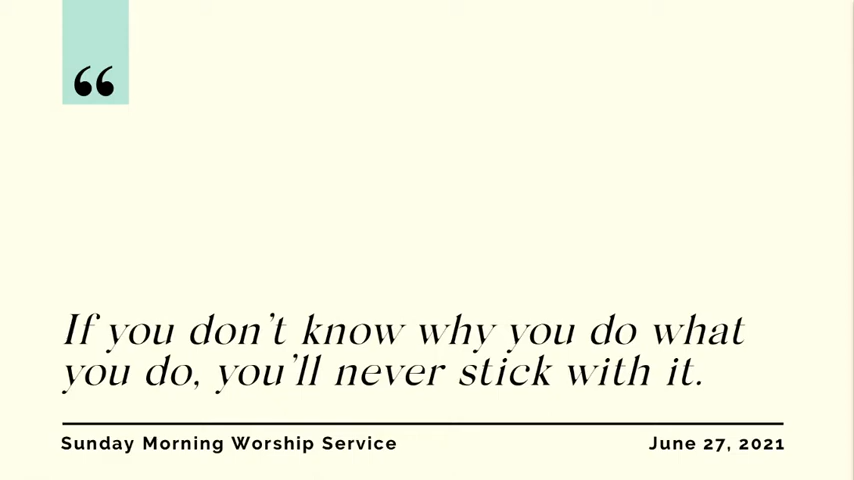 “
If you don’t know why you do what
you do, you’ll never stick with it.
Sunday Morning Worship Service
June 27, 2021